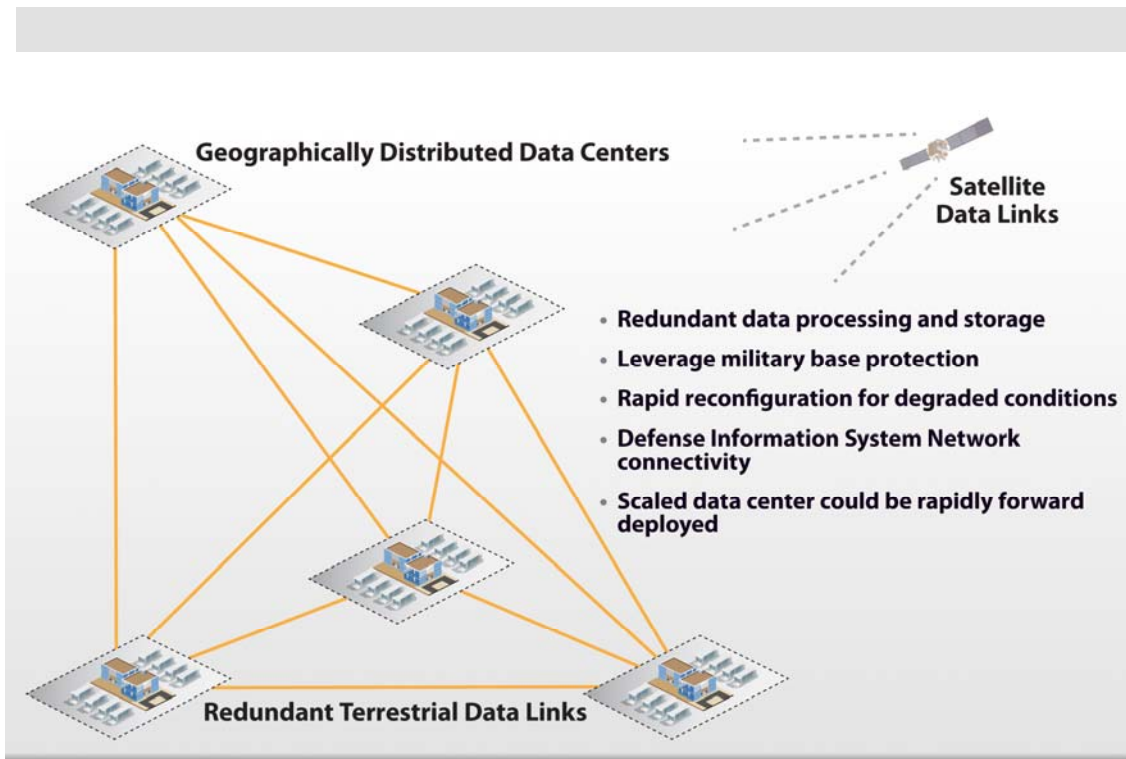 Geographically Distributed Data Centers
Satellite
Data Links
• Redundant data processing and storage
• Leverage military base protection
• Rapid reconfiguration for degraded conditions
• Defense Information System Network
connectivity
• Scaled data center could be rapidly forward
deployed
Redundant Terrestrial Data Links